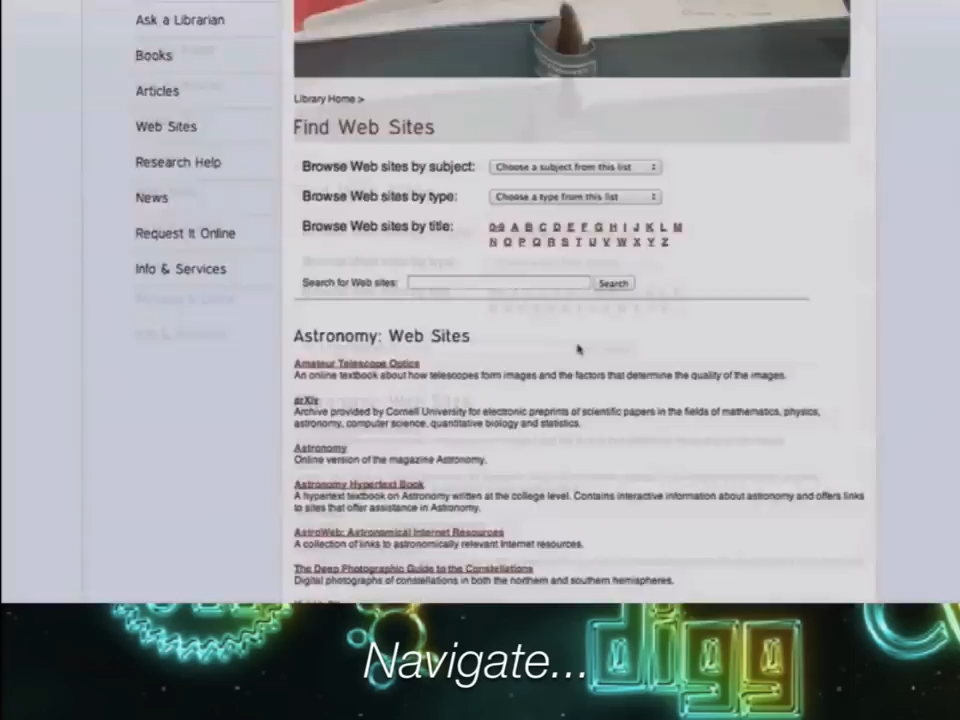 Ask a Librarian
Books
Articles
Web Sites
Research Help
News
Request It Online
Info & Services
Library Home >
Find Web Sites
Browse Web sites by subject: Choose a subject from this list
Browse Web sites by type: Choose a type from this list
Browse Web sites by title: 0-9 A B C D E F G H I J K L M
N O P Q R S T U V W X Y Z
Search for Web sites: Search
Astronomy: Web Sites
Amateur Telescope Optics
An online textbook about how telescopes form images and the factors that determine the quality of the images.
arXiv
Archive provided by Cornell University for electronic preprints of scientific papers in the fields of mathematics, physics,
astronomy, computer science, quantitative biology and statistics.
Astronomy
Online version of the magazine Astronomy.
Astronomy Hypertext Book
A hypertext textbook on Astronomy written at the college level. Contains interactive information about astronomy and offers links
to sites that offer assistance in Astronomy.
AstroWeb: Astronomical Internet Resources
A collection of links to astronomically relevant Internet resources.
The Deep Photographic Guide to the Constellations
Digital photographs of constellations in both the northern and southern hemispheres.
digg
Navigate...